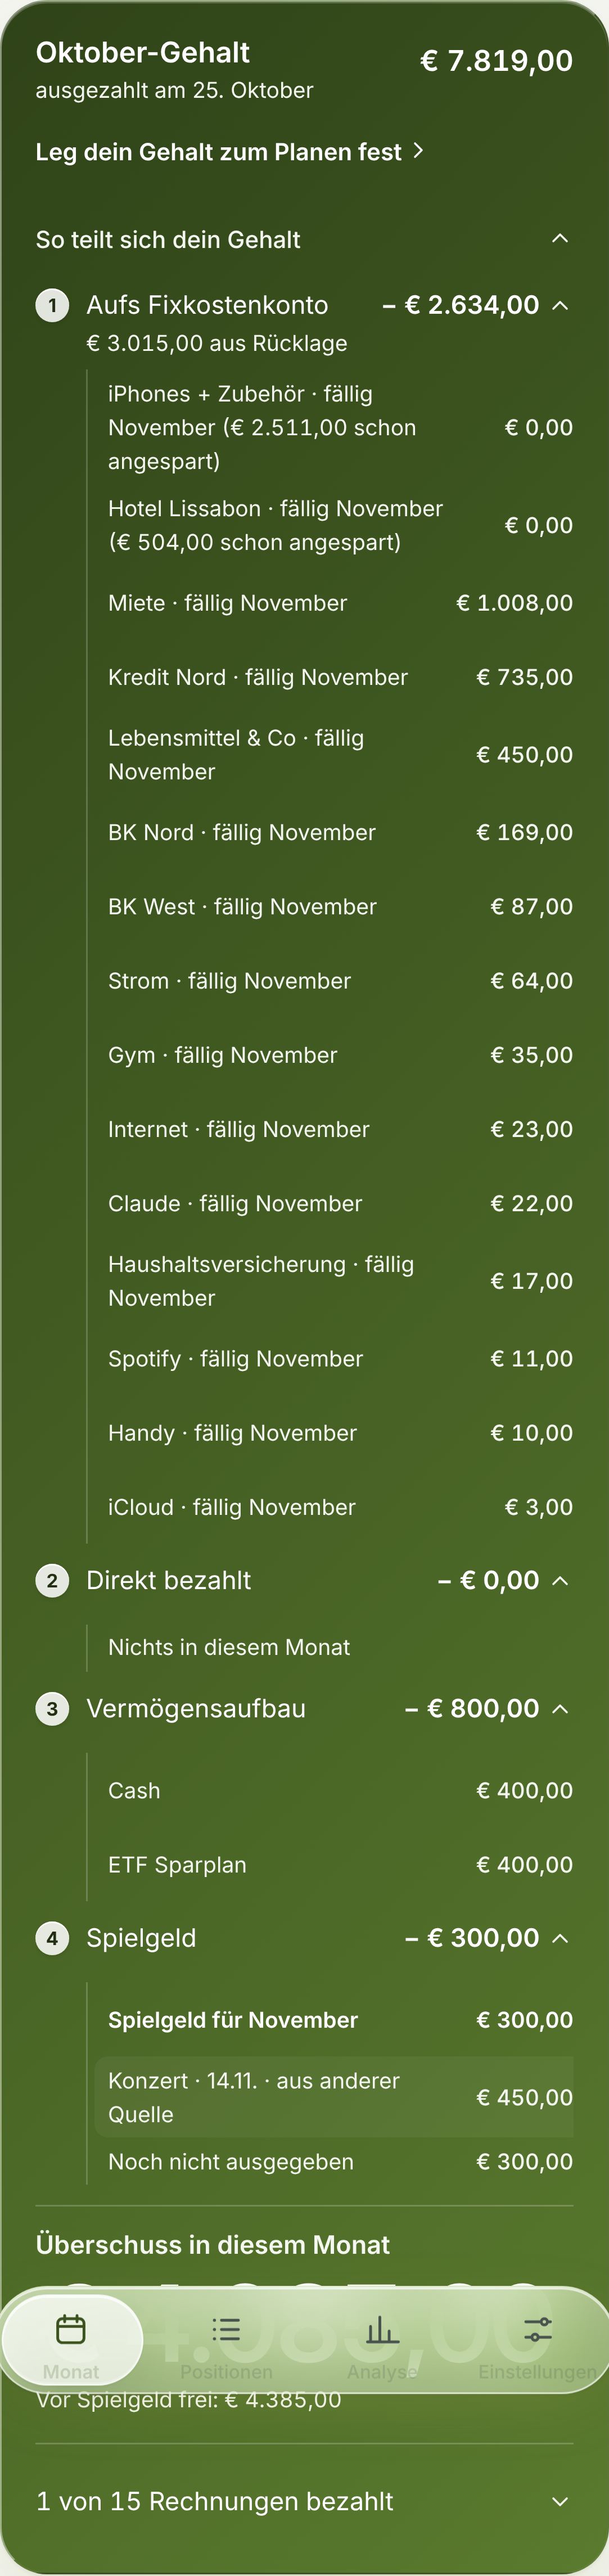 Oktober-Gehalt
€ 7.819,00
ausgezahlt am 25. Oktober
Leg dein Gehalt zum Planen fest
So teilt sich dein Gehalt
1 Aufs Fixkostenkonto – € 2.634,00
€ 3.015,00 aus Rücklage
iPhones + Zubehör · fällig
November (€ 2.511,00 schon
angespart)
€ 0,00
Hotel Lissabon · fällig November
(€ 504,00 schon angespart)
€ 0,00
Miete · fällig November € 1.008,00
Kredit Nord · fällig November € 735,00
Lebensmittel & Co · fällig
November
€ 450,00
BK Nord · fällig November € 169,00
BK West · fällig November € 87,00
Strom · fällig November € 64,00
Gym · fällig November € 35,00
Internet · fällig November € 23,00
Claude · fällig November € 22,00
Haushaltsversicherung · fällig
November
€ 17,00
Spotify · fällig November € 11,00
Handy · fällig November € 10,00
iCloud · fällig November € 3,00
2 Direkt bezahlt – € 0,00
Nichts in diesem Monat
3 Vermögensaufbau – € 800,00
Cash € 400,00
ETF Sparplan € 400,00
4 Spielgeld – € 300,00
Spielgeld für November € 300,00
Konzert · 14.11. · aus anderer
Quelle
€ 450,00
Noch nicht ausgegeben € 300,00
Überschuss in diesem Monat
€ 4.085,00
Monat Positionen Analyse Einstellungen
Vor Spielgeld frei: € 4.385,00
1 von 15 Rechnungen bezahlt